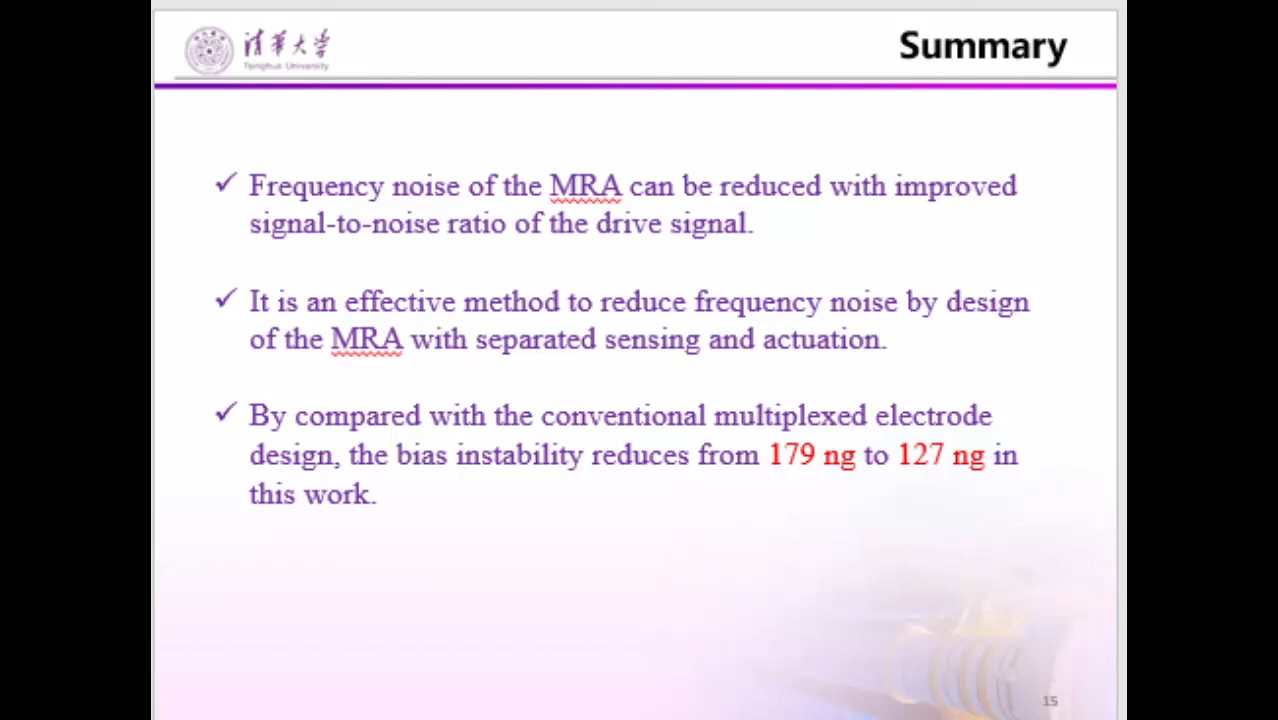 清华大学
Tsinghua University
Summary
✓ Frequency noise of the MRA can be reduced with improved
signal-to-noise ratio of the drive signal.
✓ It is an effective method to reduce frequency noise by design
of the MRA with separated sensing and actuation.
✓ By compared with the conventional multiplexed electrode
design, the bias instability reduces from 179 ng to 127 ng in
this work.
15